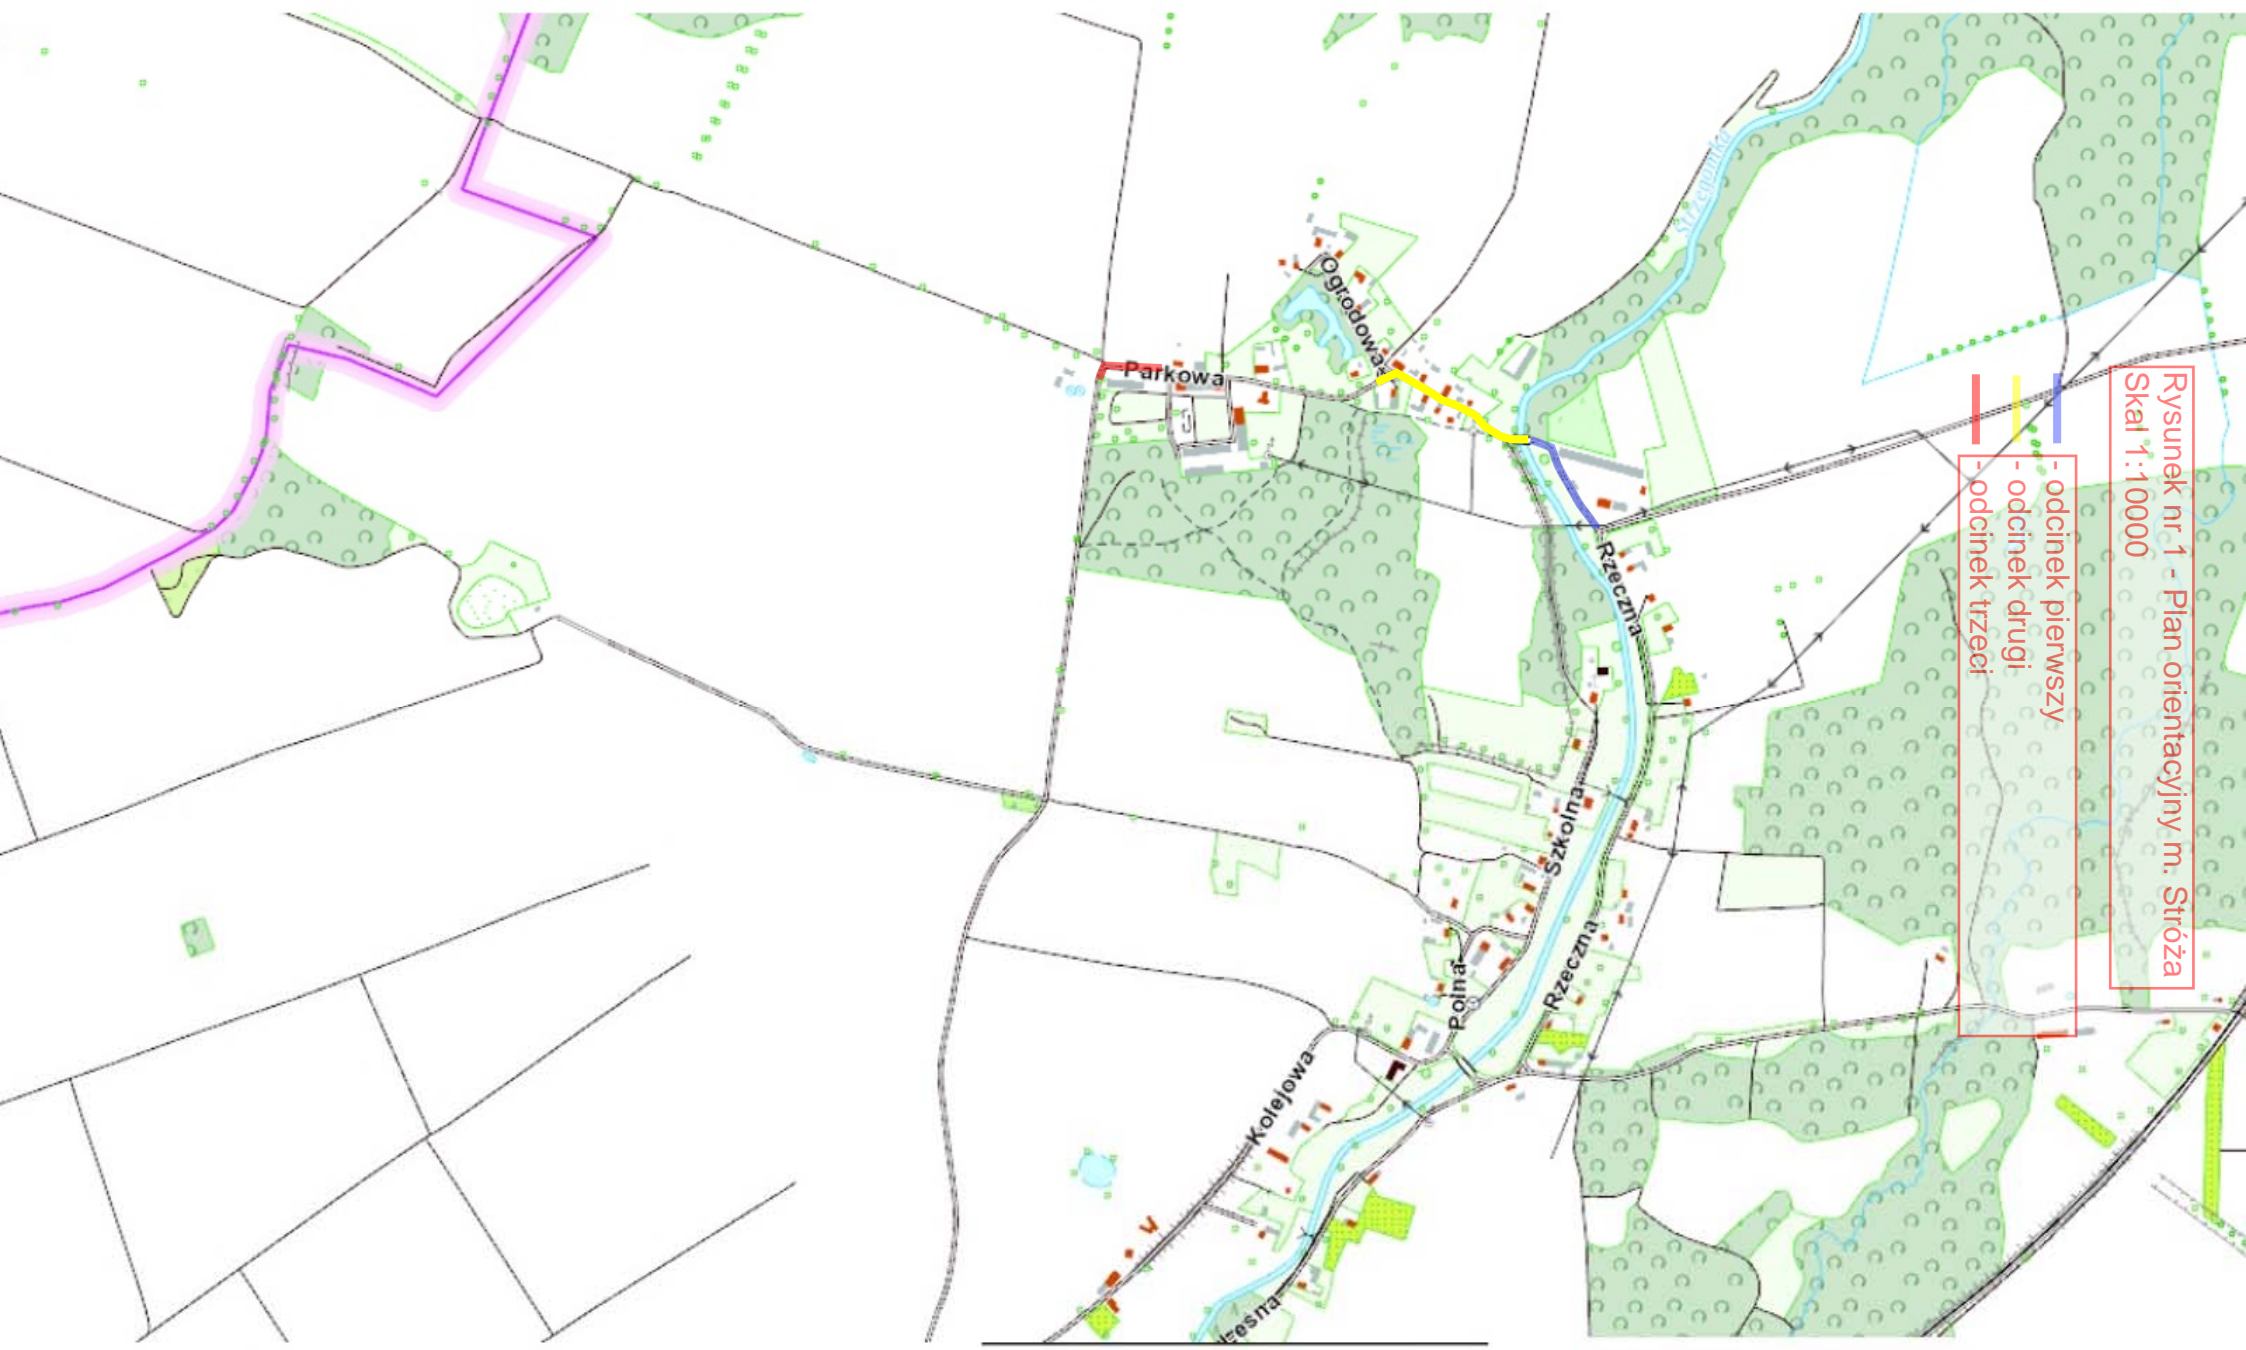 Rysunek nr 1 - Plan orientacyjny m. Stróża
Skal 1:10000
- odcinek pierwszy
- odcinek drugi
- odcinek trzeci
Strzegomka
Ogrodowa
Parkowa
Rzeczna
Szkolna
Rzeczna
Polna
Kolejowa